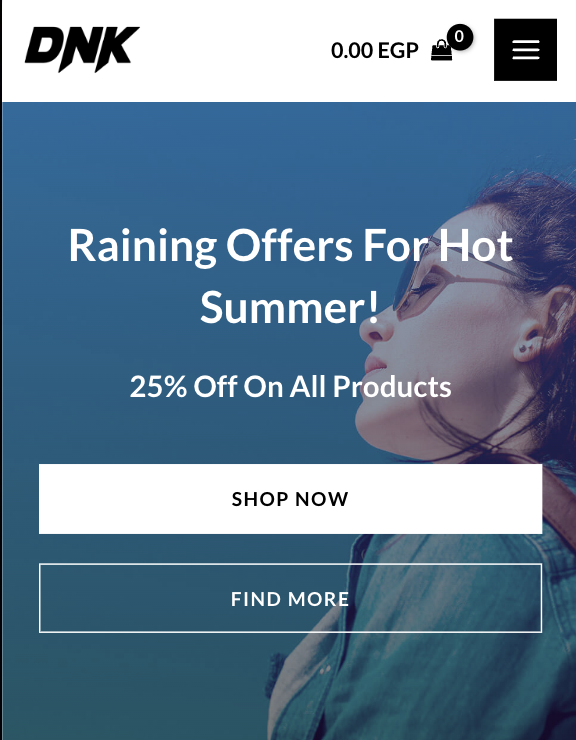 DNK
0.00 EGP 0
Raining Offers For Hot
Summer!
25% Off On All Products
SHOP NOW
FIND MORE